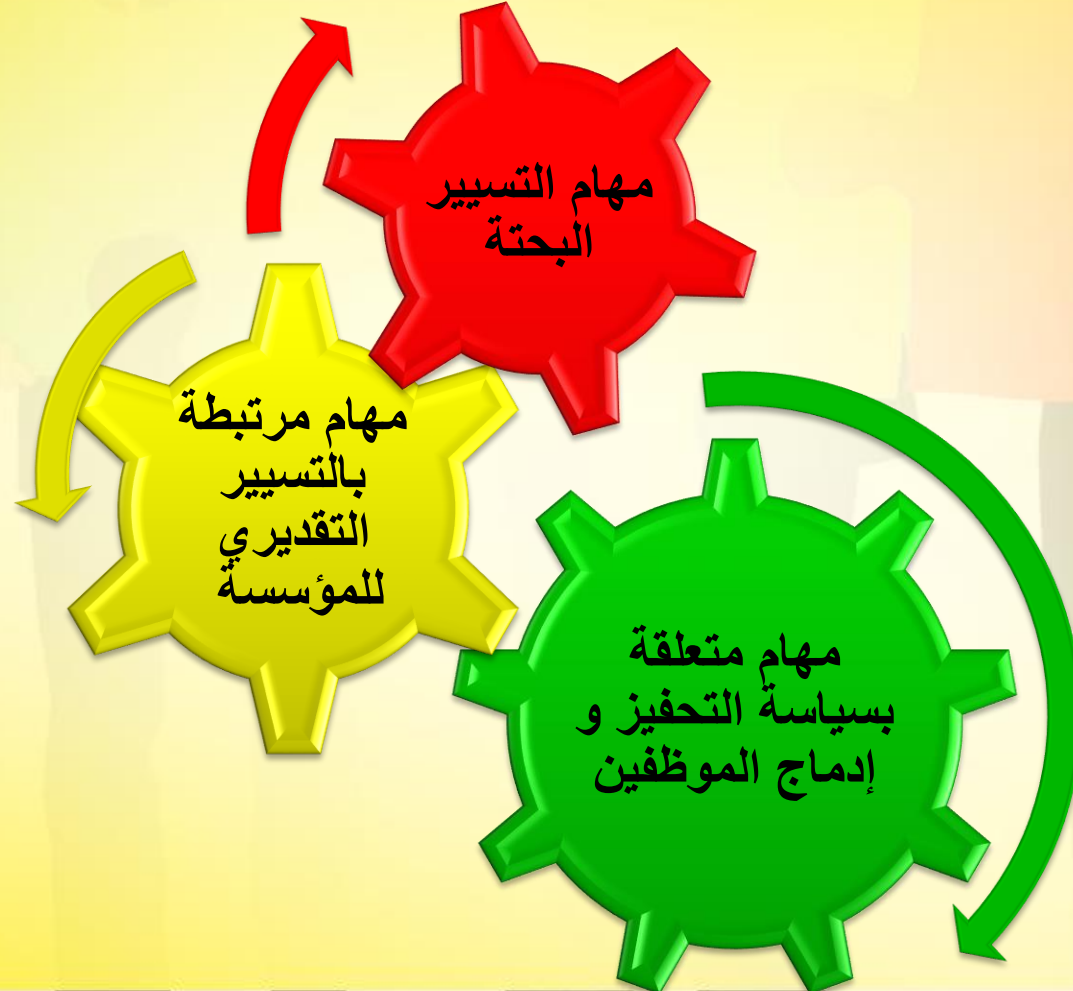 مهام التسيير
البحتة
مهام مرتبطة
بالتسيير
التقديري
للمؤسسة
مهام متعلقة
بسياسة التحفيز و
إدماج الموظفين